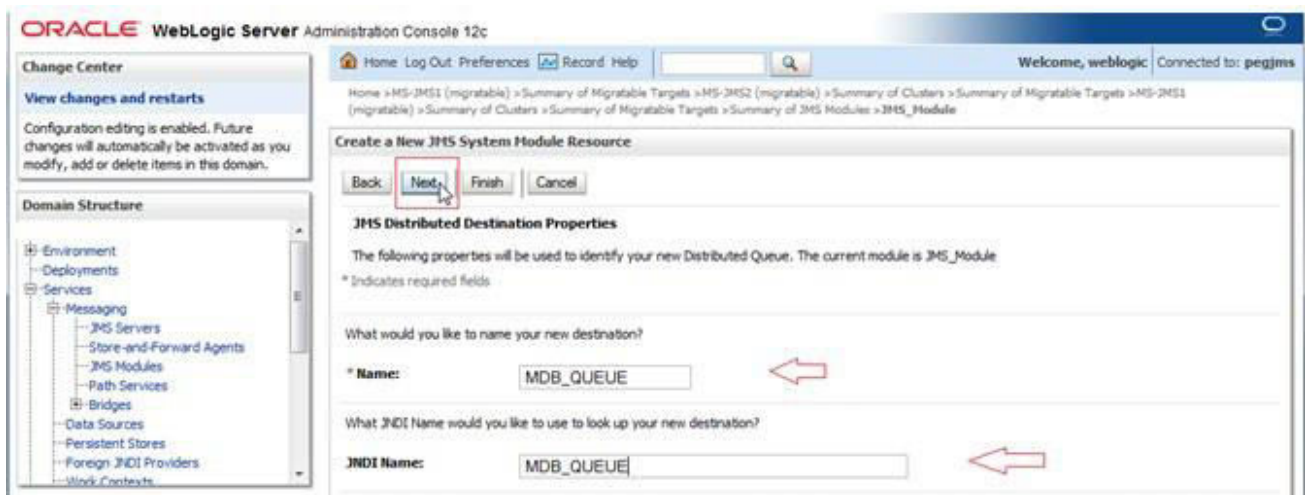 ORACLE WebLogic Server Administration Console 12c
Change Center
View changes and restarts
Configuration editing is enabled. Future
changes will automatically be activated as you
modify, add or delete items in this domain.
Domain Structure
Environment
Deployments
Services
Messaging
JMS Servers
Store-and-Forward Agents
JMS Modules
Path Services
Bridges
Data Sources
Persistent Stores
Foreign JNDI Providers
Work Contexts
Home Log Out Preferences Record Help
Welcome, weblogic Connected to: pegjms
Home >MS-JMS1 (migratable) >Summary of Migratable Targets >MS-JMS2 (migratable) >Summary of Clusters >Summary of Migratable Targets >MS-JMS1
(migratable) >Summary of Clusters >Summary of Migratable Targets >Summary of JMS Modules >JMS_Module
Create a New JMS System Module Resource
Back Next Finish Cancel
JMS Distributed Destination Properties
The following properties will be used to identify your new Distributed Queue. The current module is JMS_Module
* Indicates required fields
What would you like to name your new destination?
* Name: MDB_QUEUE
What JNDI Name would you like to use to look up your new destination?
JNDI Name: MDB_QUEUE